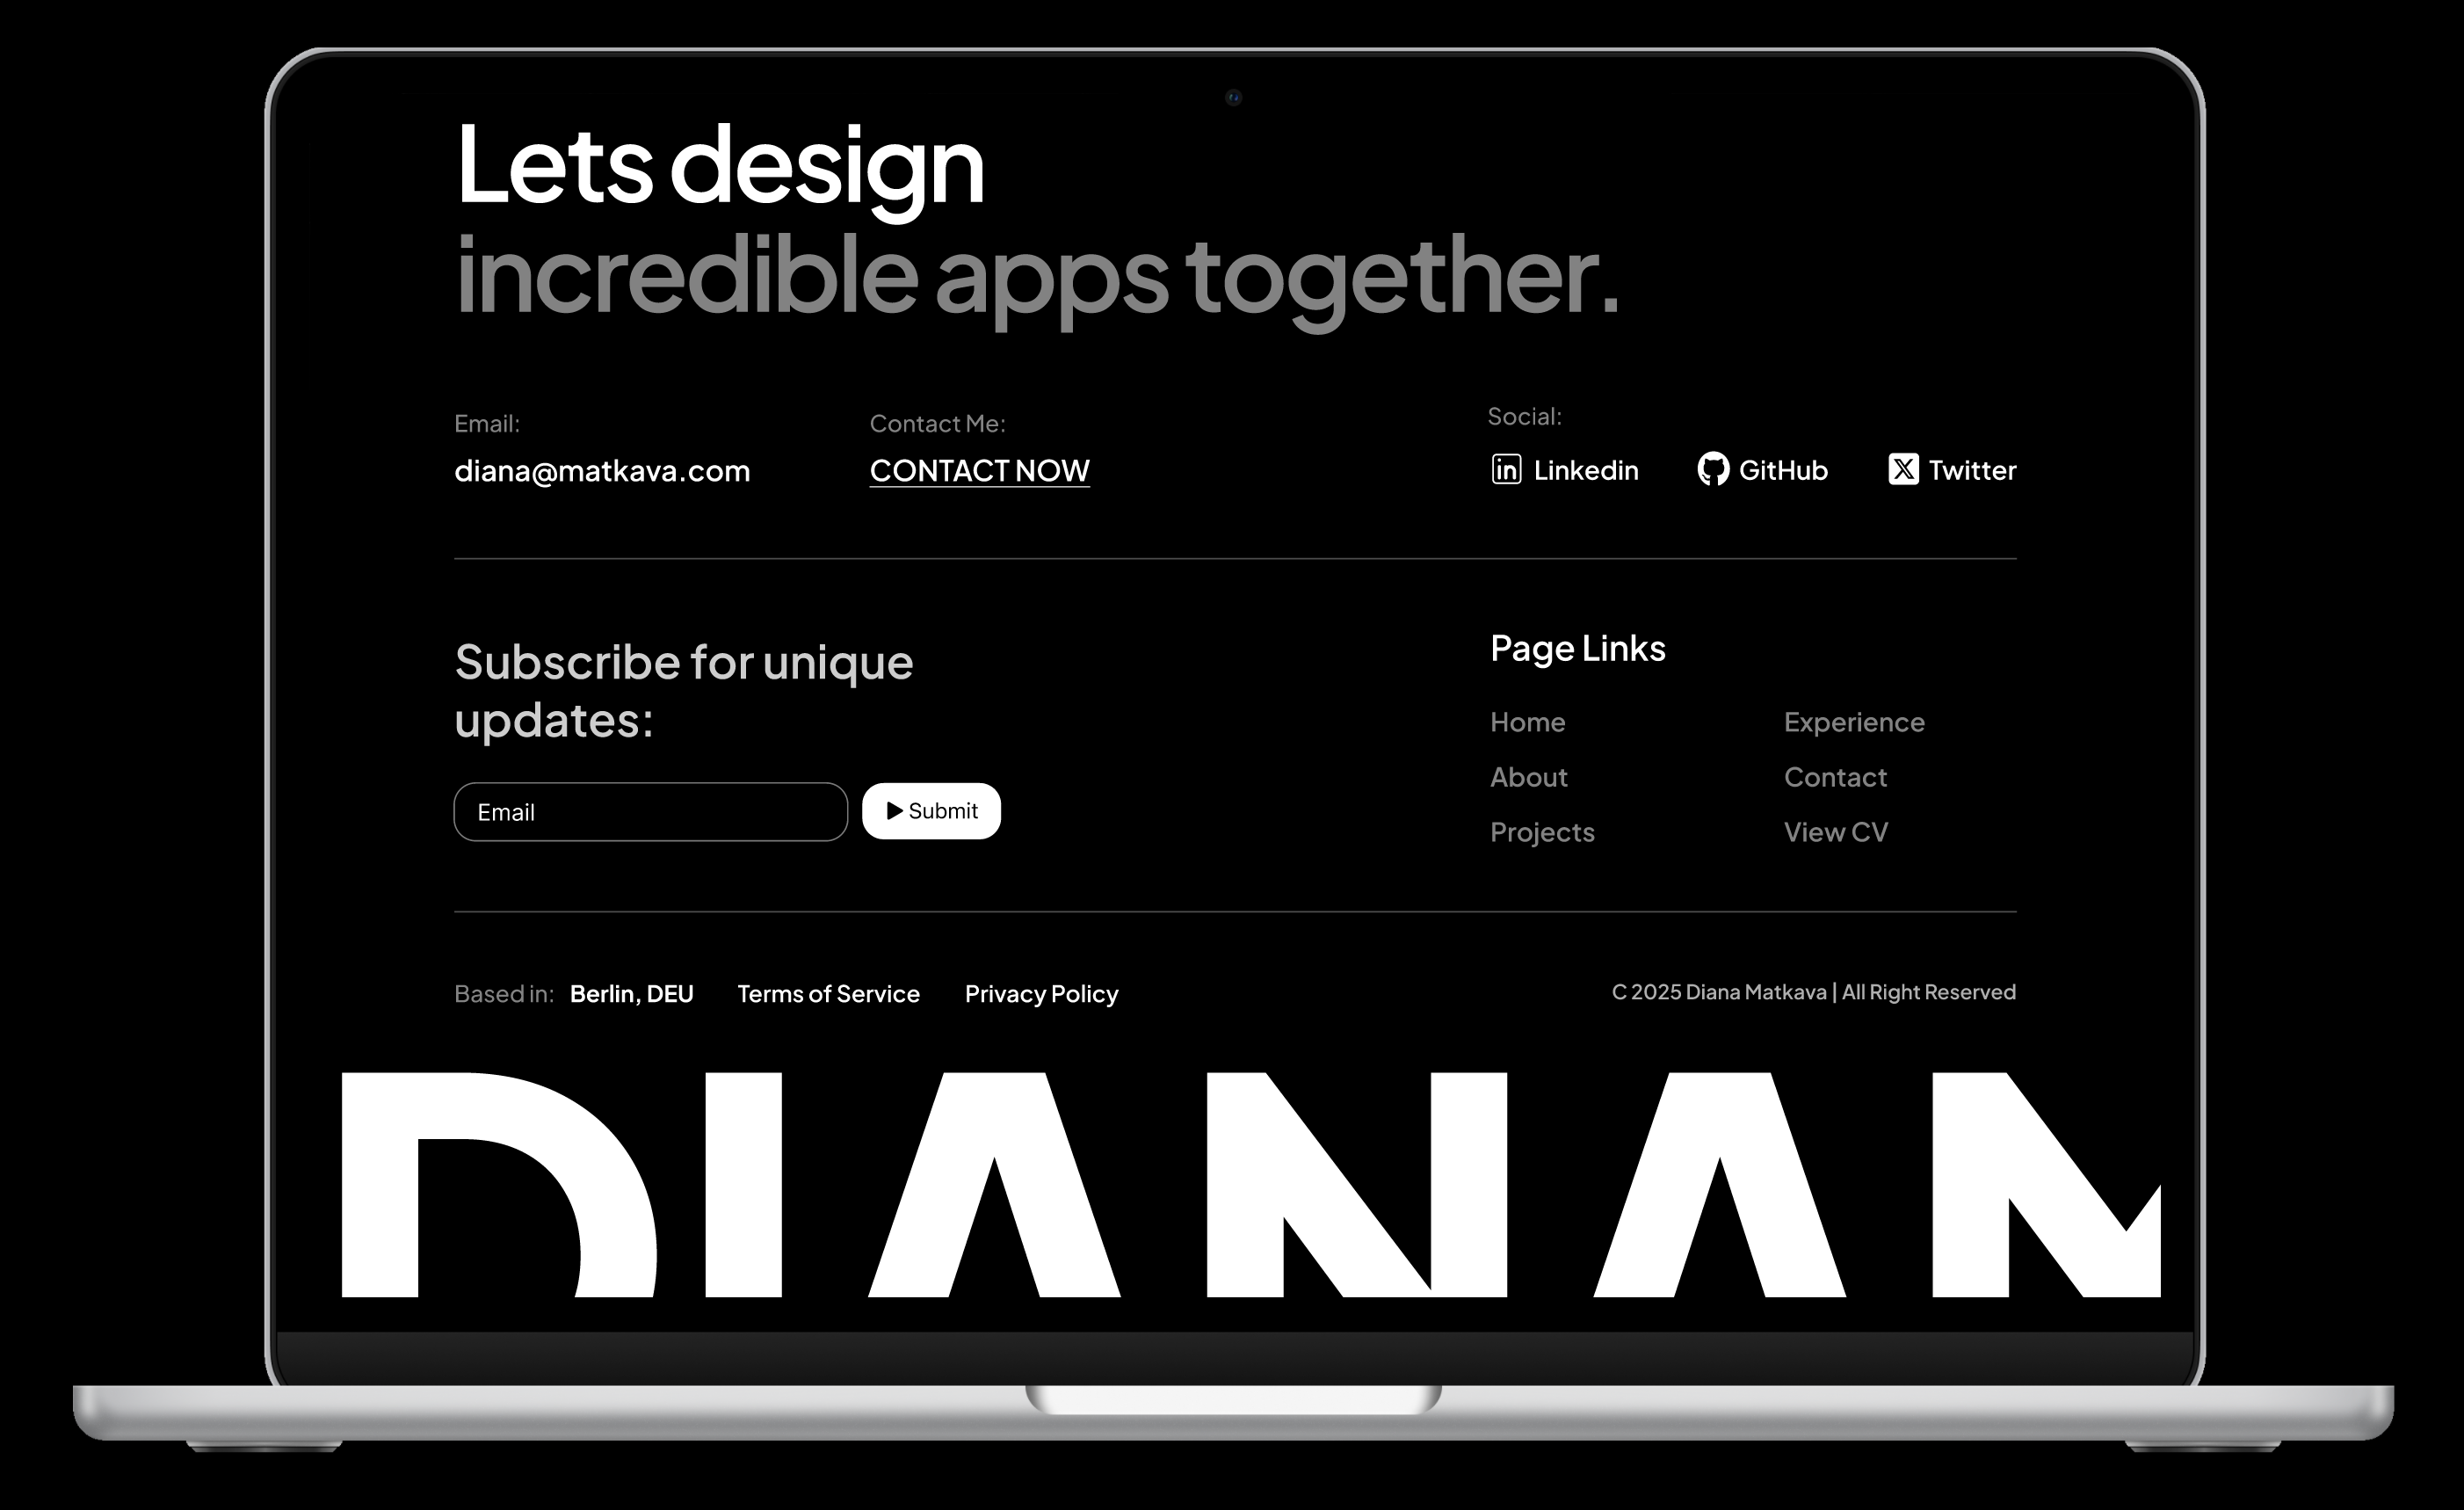 Lets design
incredible apps together.
Email:
diana@matkava.com
Contact Me:
CONTACT NOW
Social:
Linkedin
GitHub
Twitter
Subscribe for unique
updates:
Email
Submit
Page Links
Home
About
Projects
Experience
Contact
View CV
Based in: Berlin, DEU
Terms of Service
Privacy Policy
C 2025 Diana Matkava | All Right Reserved
DIANAM